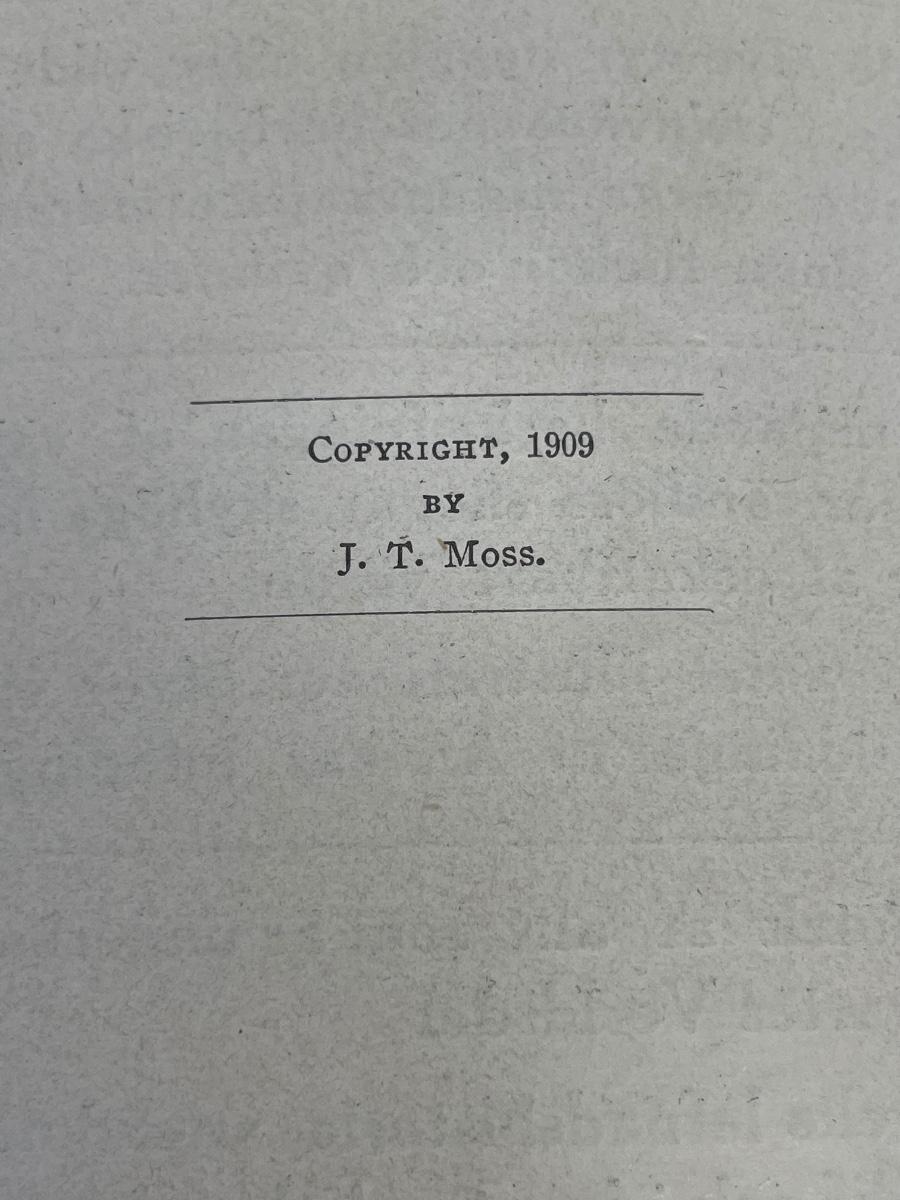 Copyright, 1909
by
J. T. Moss.